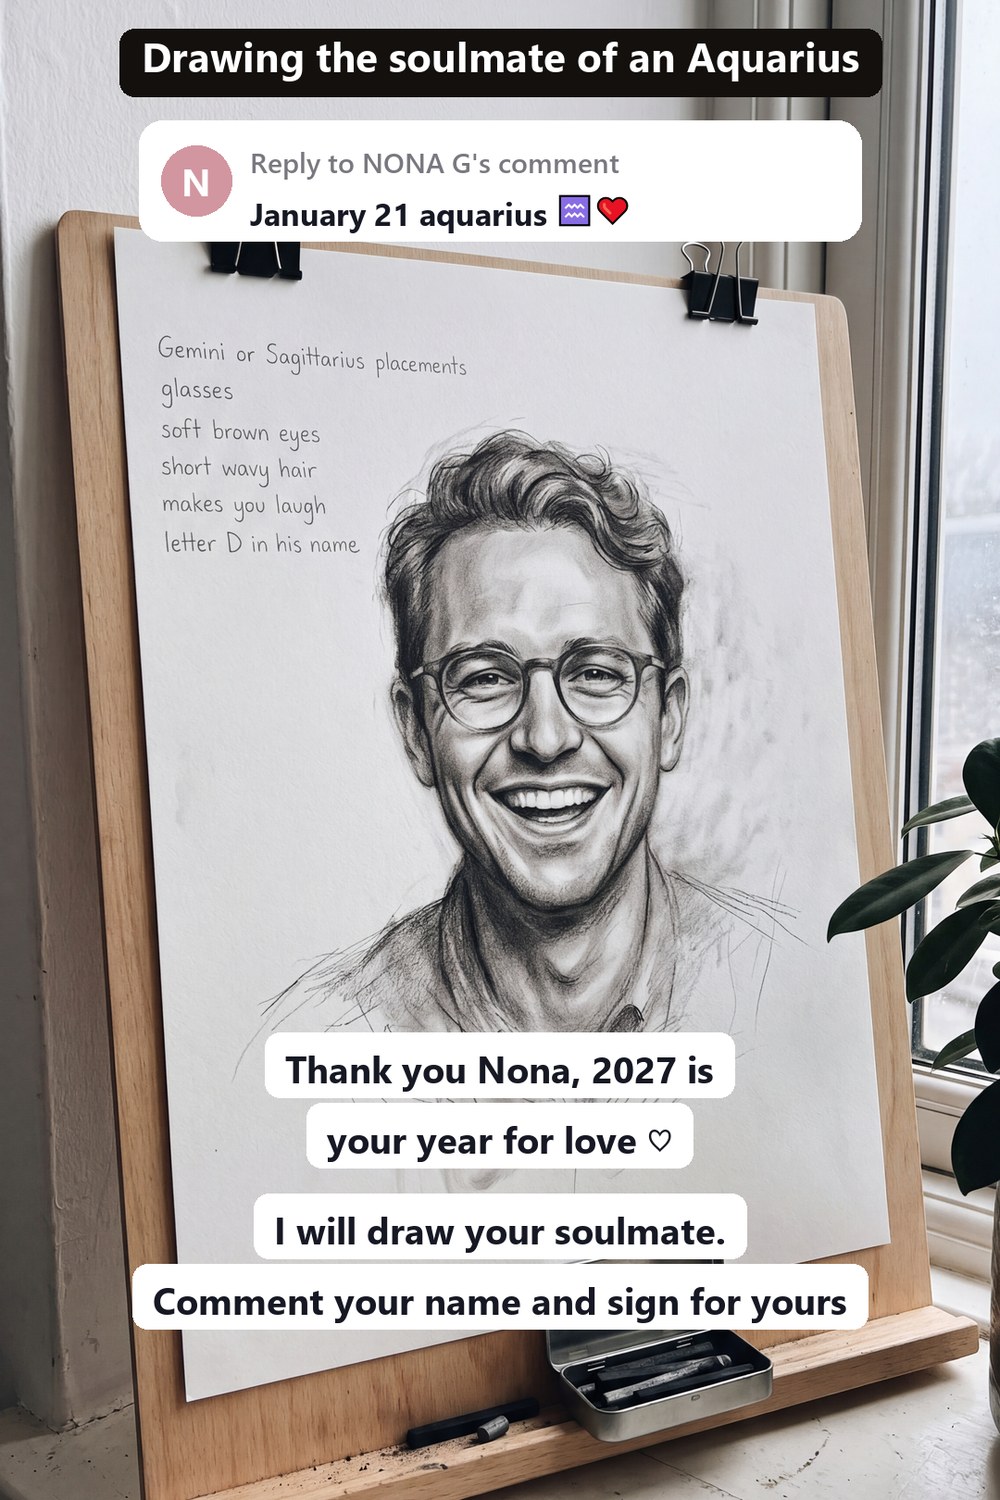 Drawing the soulmate of an Aquarius
N
Reply to NONA G's comment
January 21 aquarius ♒❤️
Gemini or Sagittarius placements
glasses
soft brown eyes
short wavy hair
makes you laugh
letter D in his name
Thank you Nona, 2027 is
your year for love ♡
I will draw your soulmate.
Comment your name and sign for yours